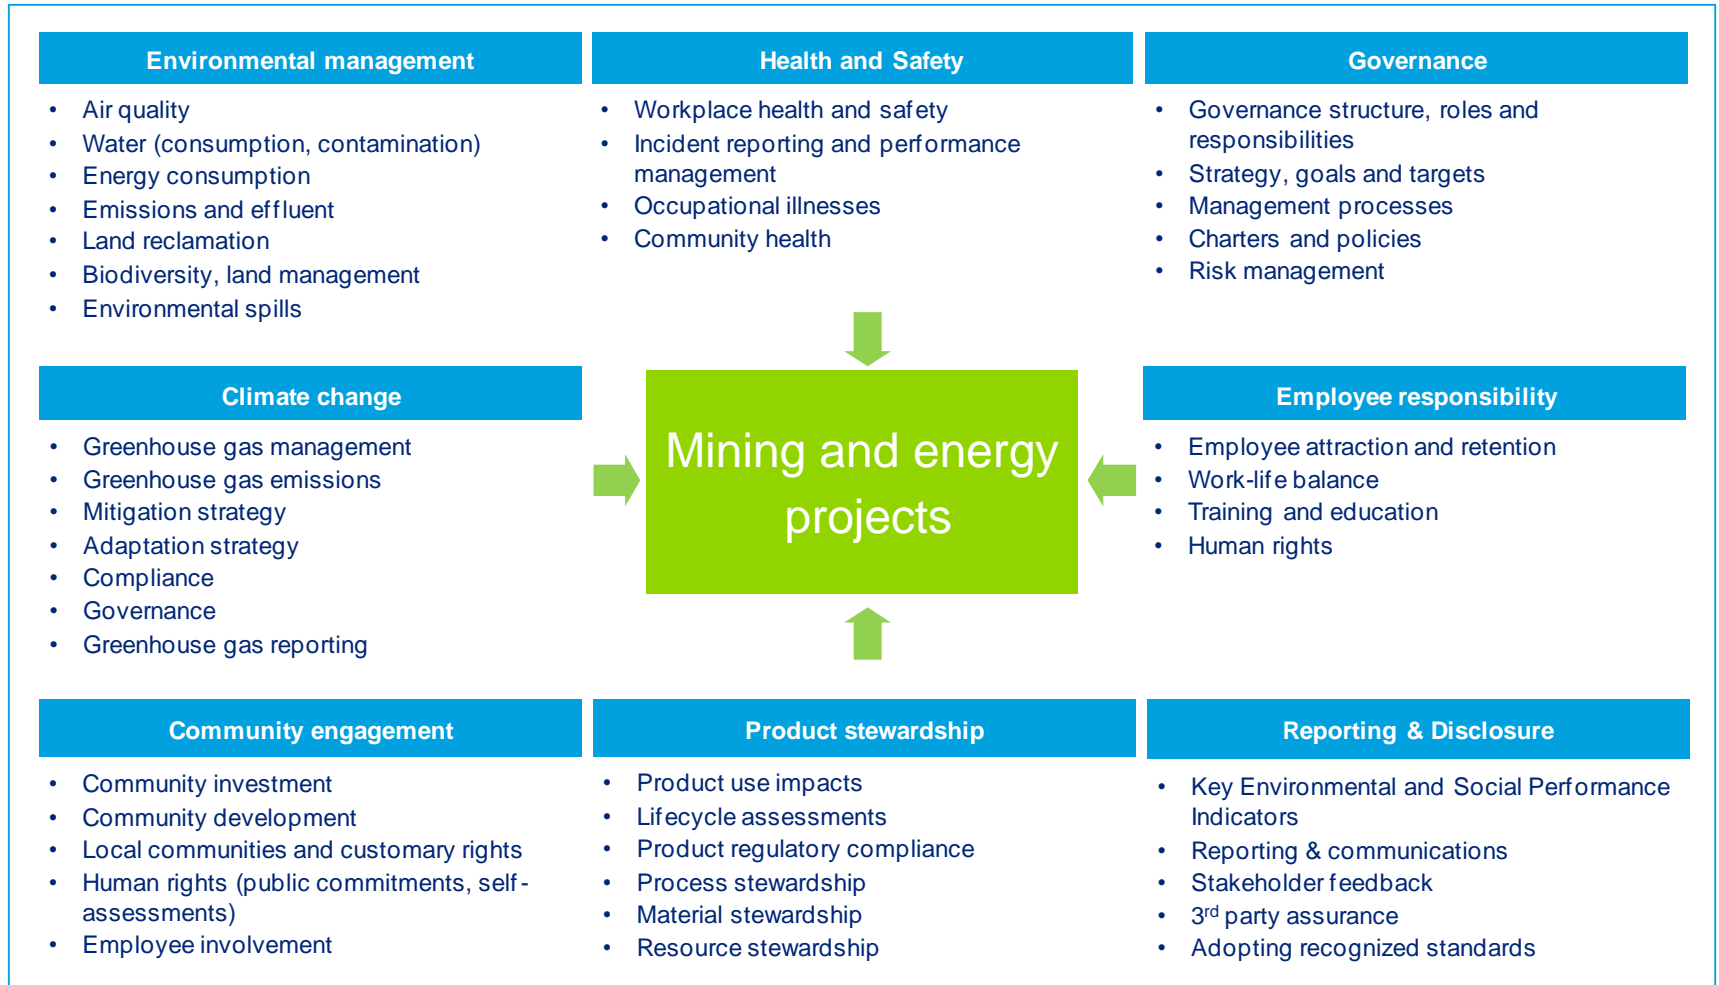 Environmental management
• Air quality
• Water (consumption, contamination)
• Energy consumption
• Emissions and effluent
• Land reclamation
• Biodiversity, land management
• Environmental spills
Health and Safety
• Workplace health and safety
• Incident reporting and performance
management
• Occupational illnesses
• Community health
Governance
• Governance structure, roles and
responsibilities
• Strategy, goals and targets
• Management processes
• Charters and policies
• Risk management
Climate change
• Greenhouse gas management
• Greenhouse gas emissions
• Mitigation strategy
• Adaptation strategy
• Compliance
• Governance
• Greenhouse gas reporting
Mining and energy
projects
Employee responsibility
• Employee attraction and retention
• Work-life balance
• Training and education
• Human rights
Community engagement
• Community investment
• Community development
• Local communities and customary rights
• Human rights (public commitments, self-
assessments)
• Employee involvement
Product stewardship
• Product use impacts
• Lifecycle assessments
• Product regulatory compliance
• Process stewardship
• Material stewardship
• Resource stewardship
Reporting & Disclosure
• Key Environmental and Social Performance
Indicators
• Reporting & communications
• Stakeholder feedback
• 3rd party assurance
• Adopting recognized standards